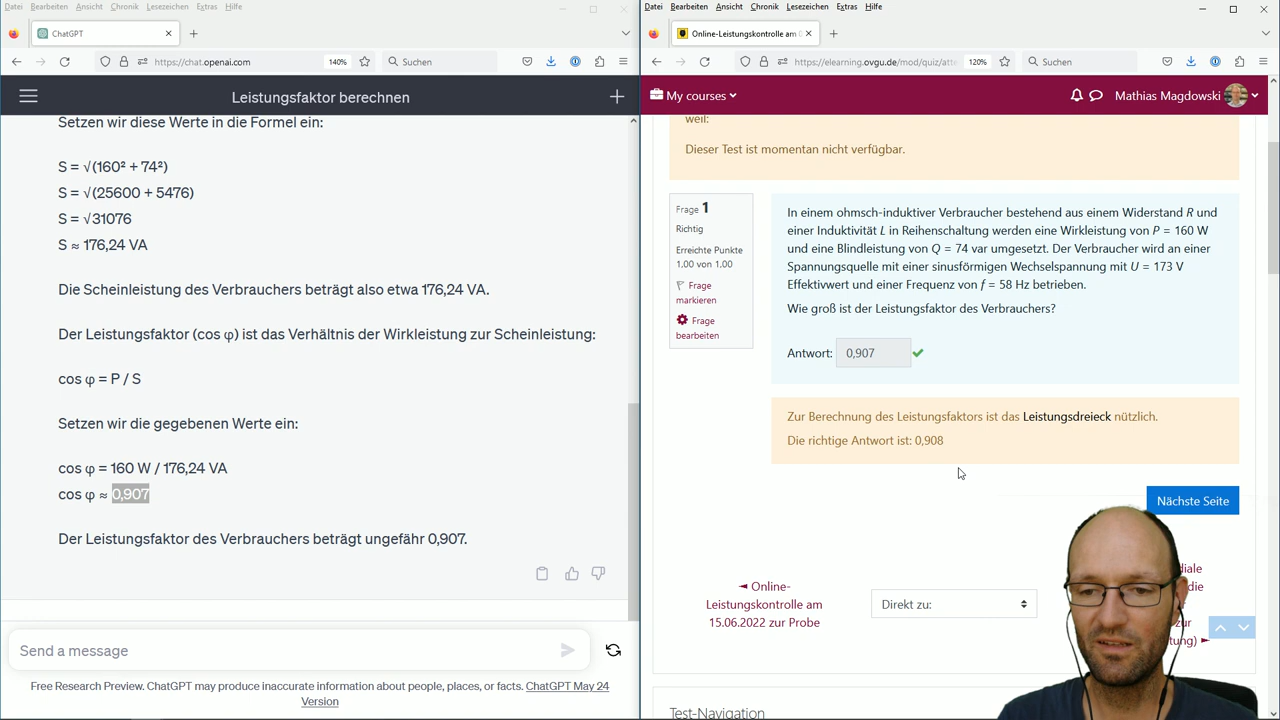 Datei Bearbeiten Ansicht Chronik Lesezeichen Extras Hilfe
ChatGPT
https://chat.openai.com 140% Suchen
Leistungsfaktor berechnen
Setzen wir diese Werte in die Formel ein:
S = √(160² + 74²)
S = √(25600 + 5476)
S = √31076
S ≈ 176,24 VA
Die Scheinleistung des Verbrauchers beträgt also etwa 176,24 VA.
Der Leistungsfaktor (cos φ) ist das Verhältnis der Wirkleistung zur Scheinleistung:
cos φ = P / S
Setzen wir die gegebenen Werte ein:
cos φ = 160 W / 176,24 VA
cos φ ≈ 0,907
Der Leistungsfaktor des Verbrauchers beträgt ungefähr 0,907.
Send a message
Free Research Preview. ChatGPT may produce inaccurate information about people, places, or facts. ChatGPT May 24
Version
Datei Bearbeiten Ansicht Chronik Lesezeichen Extras Hilfe
Online-Leistungskontrolle am
https://elearning.ovgu.de/mod/quiz/atte 120% Suchen
My courses Mathias Magdowski
weil:
Dieser Test ist momentan nicht verfügbar.
Frage 1
Richtig
Erreichte Punkte
1.00 von 1.00
Frage
markieren
Frage
bearbeiten
In einem ohmsch-induktiver Verbraucher bestehend aus einem Widerstand R und
einer Induktivität L in Reihenschaltung werden eine Wirkleistung von P = 160 W
und eine Blindleistung von Q = 74 var umgesetzt. Der Verbraucher wird an einer
Spannungsquelle mit einer sinusförmigen Wechselspannung mit U = 173 V
Effektivwert und einer Frequenz von f = 58 Hz betrieben.
Wie groß ist der Leistungsfaktor des Verbrauchers?
Antwort: 0,907
Zur Berechnung des Leistungsfaktors ist das Leistungsdreieck nützlich.
Die richtige Antwort ist: 0,908
Nächste Seite
◄ Online-
Leistungskontrolle am
15.06.2022 zur Probe
Direkt zu:
Test-Navigation